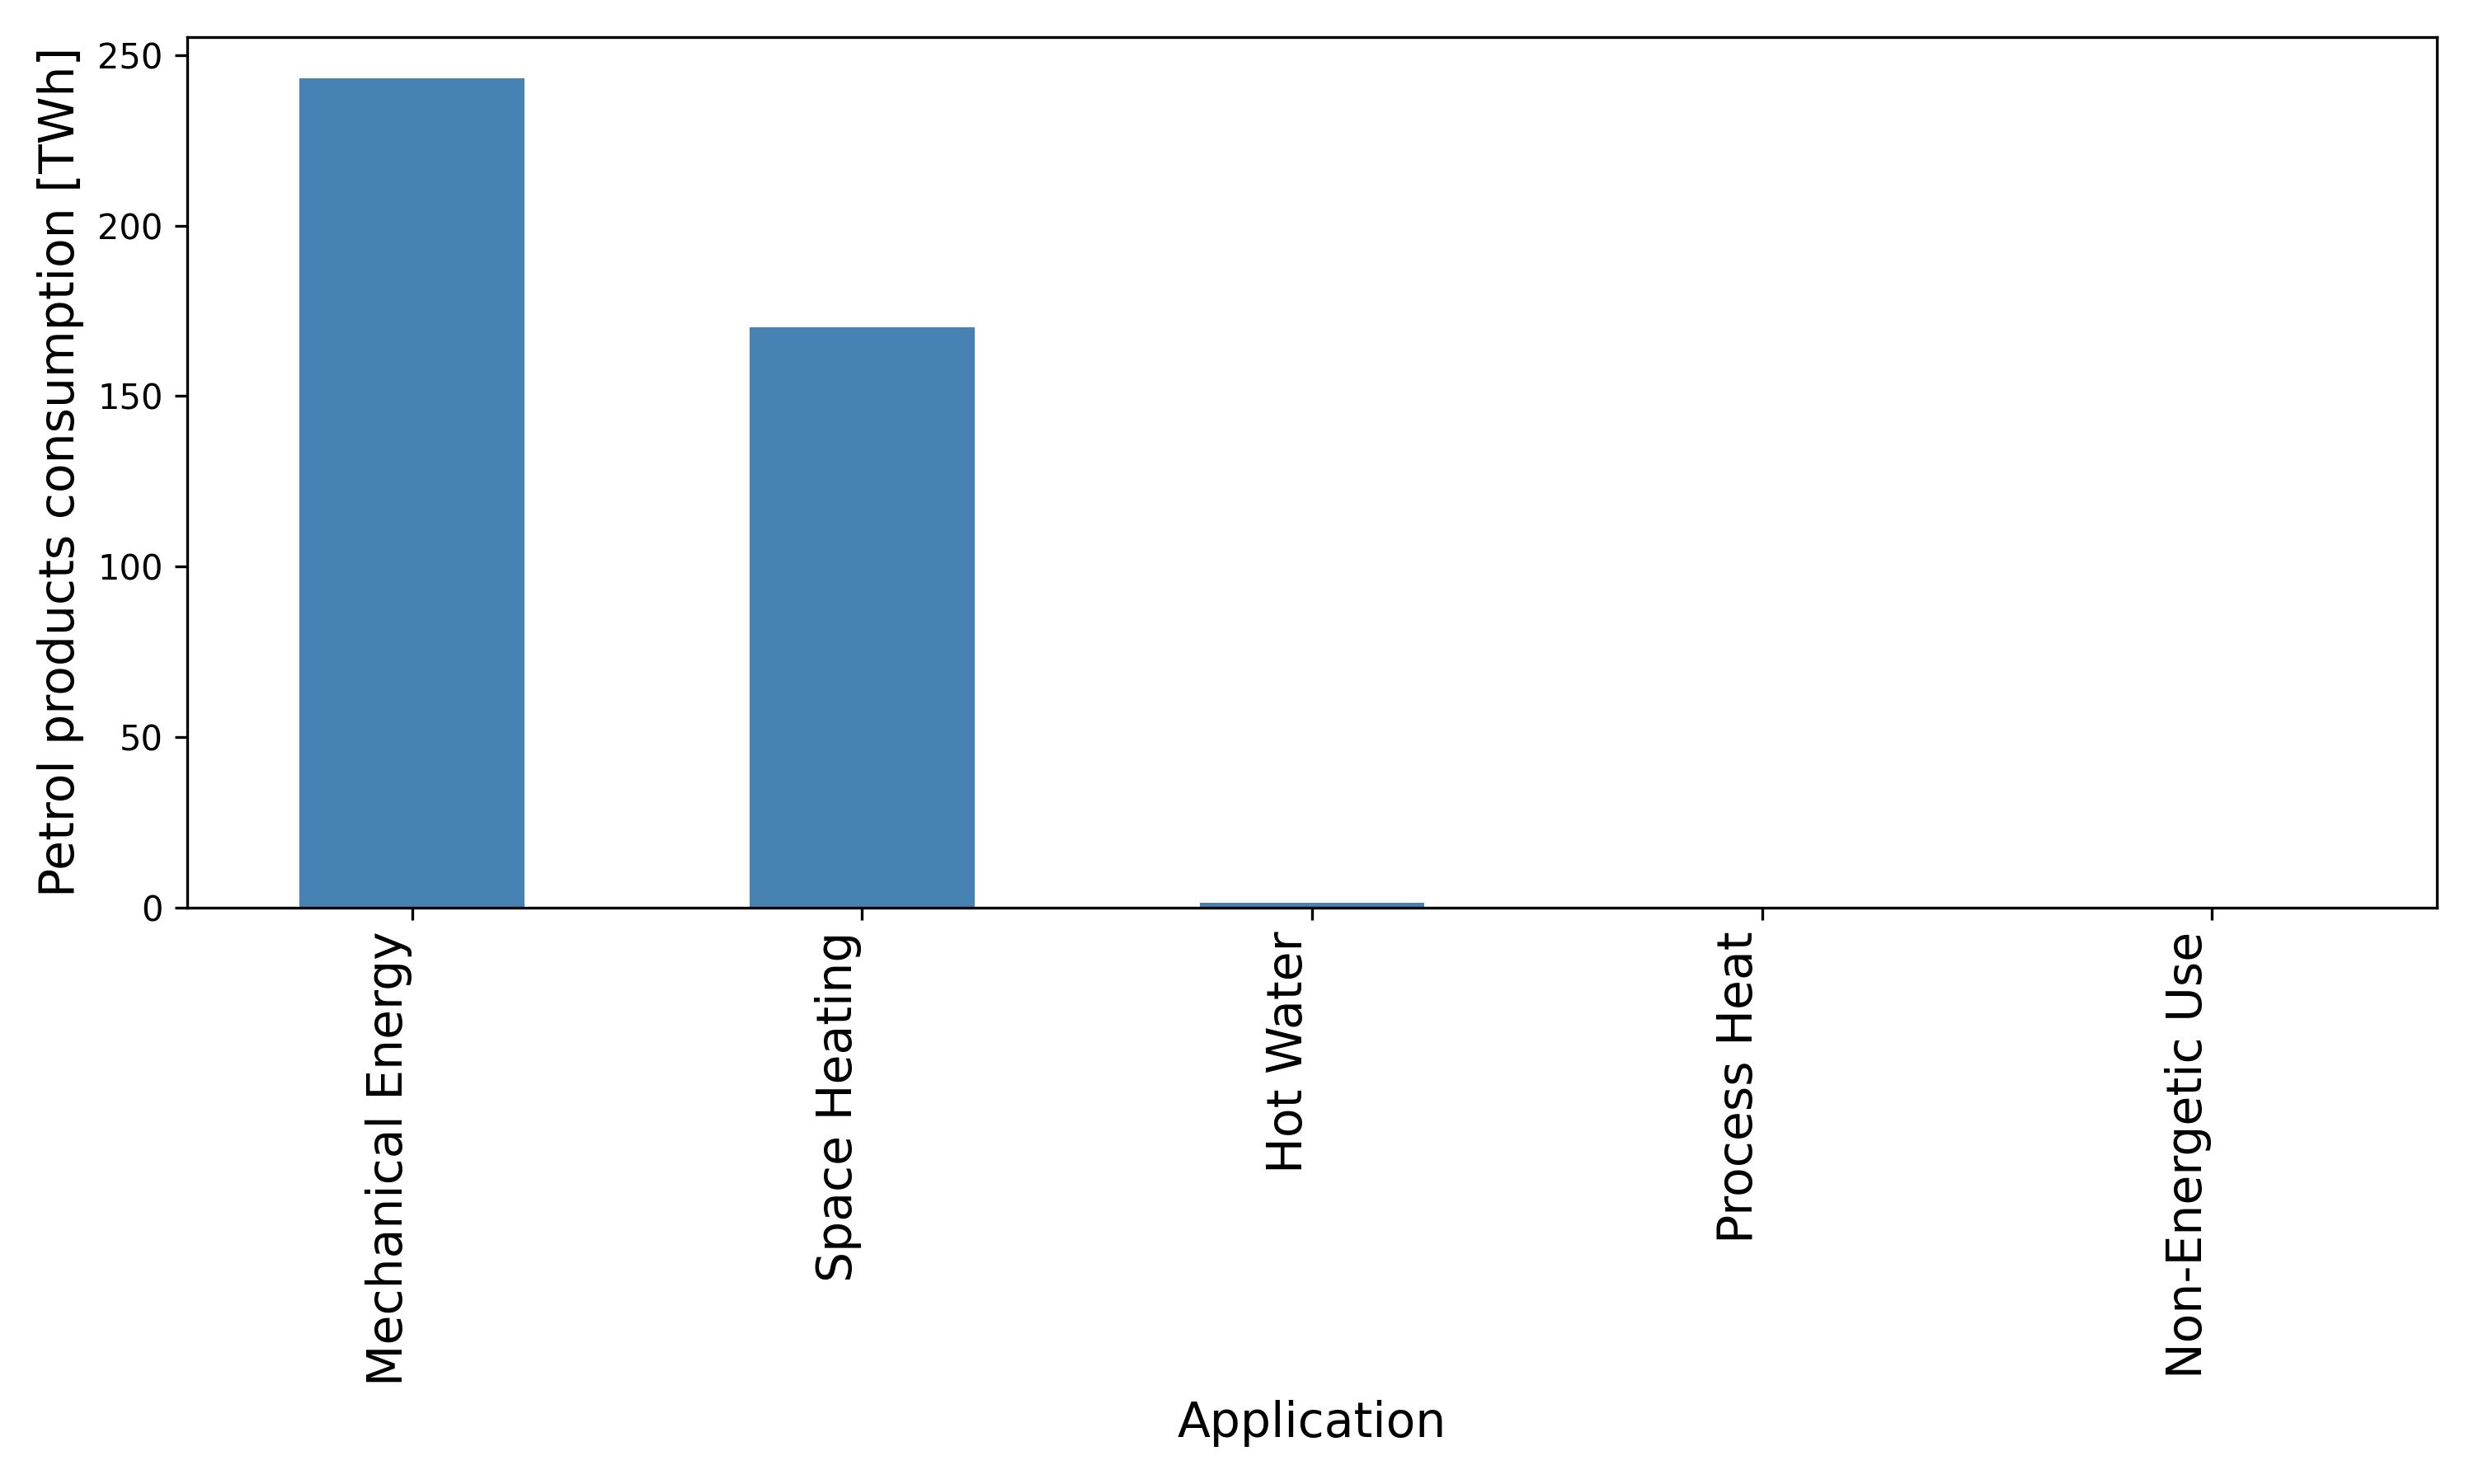 Petrol products consumption [TWh]
250
200
150
100
50
0
Mechanical Energy
Space Heating
Hot Water
Process Heat
Non-Energetic Use
Application